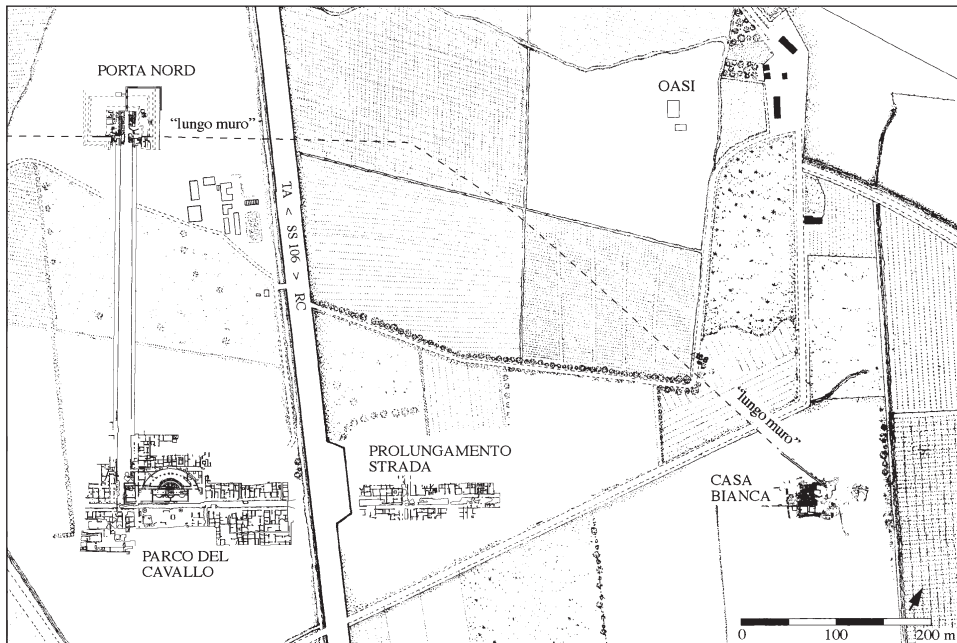 PORTA NORD
“lungo muro”
OASI
TA < SS 106 > RC
“lungo muro”
PROLUNGAMENTO
STRADA
CASA
BIANCA
PARCO DEL
CAVALLO
0 100 200 m